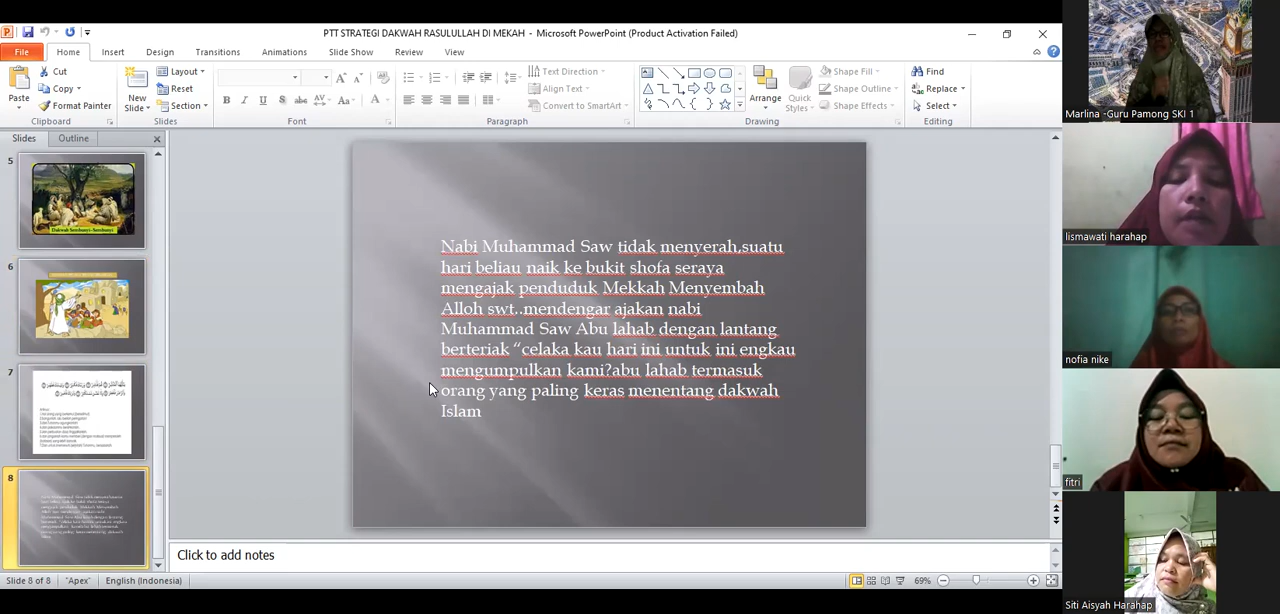 PTT STRATEGI DAKWAH RASULULLAH DI MEKAH - Microsoft PowerPoint (Product Activation Failed)
File Home Insert Design Transitions Animations Slide Show Review View
Paste
Cut
Copy
Format Painter
Clipboard
New
Slide
Layout
Reset
Section
Slides
B I U S abc AV Aa A
Font
Text Direction
Align Text
Convert to SmartArt
Paragraph
Arrange
Quick
Styles
Shape Fill
Shape Outline
Shape Effects
Drawing
Find
Replace
Select
Editing
Slides Outline
5
Dakwah Sembunyi-Sembunyi
6
7
8
Nabi Muhammad Saw tidak menyerah,suatu
hari beliau naik ke bukit shofa seraya
mengajak penduduk Mekkah Menyembah
Alloh swt..mendengar ajakan nabi
Muhammad Saw Abu lahab dengan lantang
berteriak “celaka kau hari ini untuk ini engkau
mengumpulkan kami?abu lahab termasuk
orang yang paling keras menentang dakwah
Islam
Click to add notes
Slide 8 of 8 "Apex" English (Indonesia) 69%
Marlina -Guru Pamong SKI 1
lismawati harahap
nofia nike
fitri
Siti Aisyah Harahap